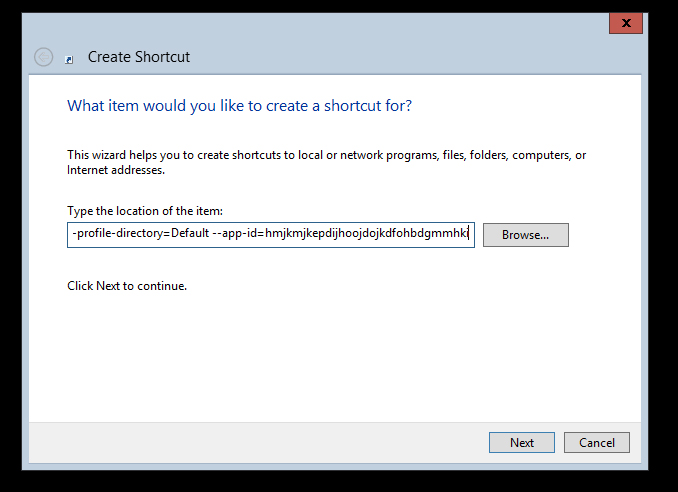 x
Create Shortcut
What item would you like to create a shortcut for?
This wizard helps you to create shortcuts to local or network programs, files, folders, computers, or
Internet addresses.
Type the location of the item:
-profile-directory=Default --app-id=hmjkmjkepdijhoojdojkdfohbdgmmhki
Browse...
Click Next to continue.
Next
Cancel